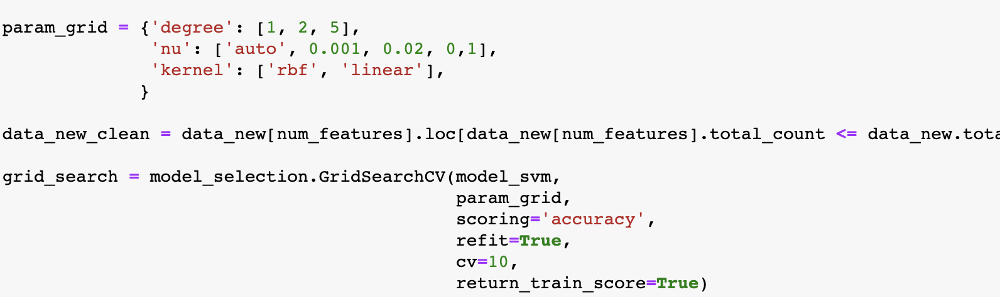 param_grid = {'degree': [1, 2, 5],
'nu': ['auto', 0.001, 0.02, 0,1],
'kernel': ['rbf', 'linear'],
}
data_new_clean = data_new[num_features].loc[data_new[num_features].total_count <= data_new.tota
grid_search = model_selection.GridSearchCV(model_svm,
param_grid,
scoring='accuracy',
refit=True,
cv=10,
return_train_score=True)